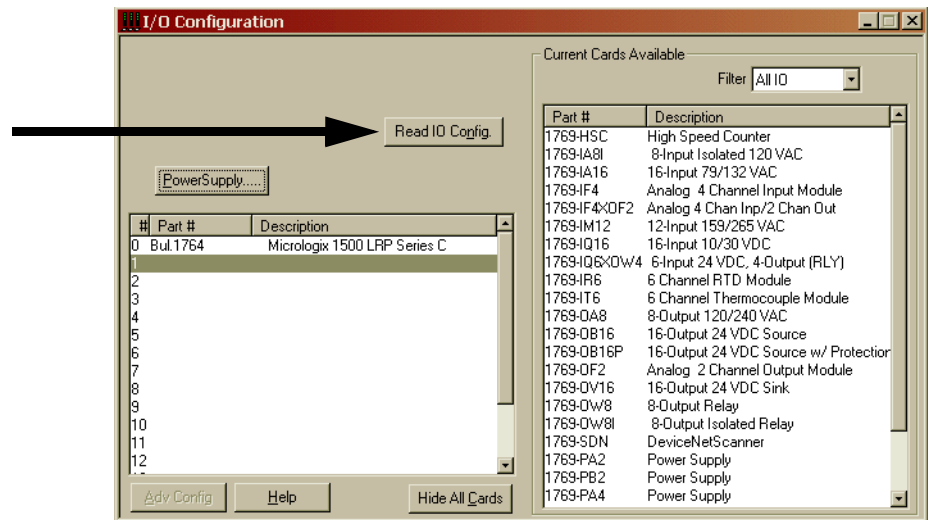 I/O Configuration
Read IO Config.
PowerSupply.....
# Part # Description
0 Bul.1764 Micrologix 1500 LRP Series C
1
2
3
4
5
6
7
8
9
10
11
12
Adv Config Help Hide All Cards
Current Cards Available
Filter All IO
Part # Description
1769-HSC High Speed Counter
1769-IA8I 8-Input Isolated 120 VAC
1769-IA16 16-Input 79/132 VAC
1769-IF4 Analog 4 Channel Input Module
1769-IF4XOF2 Analog 4 Chan Inp/2 Chan Out
1769-IM12 12-Input 159/265 VAC
1769-IQ16 16-Input 10/30 VDC
1769-IQ6XOW4 6-Input 24 VDC, 4-Output (RLY)
1769-IR6 6 Channel RTD Module
1769-IT6 6 Channel Thermocouple Module
1769-OA8 8-Output 120/240 VAC
1769-OB16 16-Output 24 VDC Source
1769-OB16P 16-Output 24 VDC Source w/ Protection
1769-OF2 Analog 2 Channel Output Module
1769-OV16 16-Output 24 VDC Sink
1769-OW8 8-Output Relay
1769-OW8I 8-Output Isolated Relay
1769-SDN DeviceNetScanner
1769-PA2 Power Supply
1769-PB2 Power Supply
1769-PA4 Power Supply